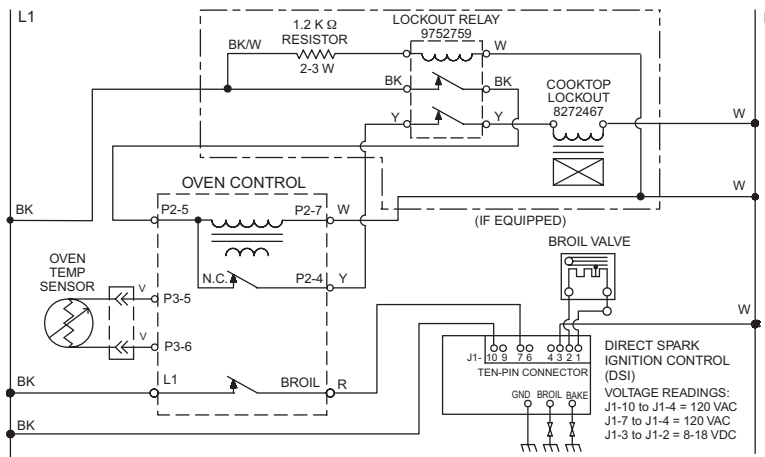 L1
1.2 K Ω
RESISTOR
2-3 W
LOCKOUT RELAY
9752759
BK/W
W
BK
BK
COOKTOP
LOCKOUT
8272467
Y
Y
W
OVEN CONTROL
W
BK
P2-5
P2-7
W
(IF EQUIPPED)
BROIL VALVE
OVEN
TEMP
SENSOR
N.C.
P2-4
Y
V
P3-5
V
P3-6
W
J1-
10 9 7 6 4 3 2 1
TEN-PIN CONNECTOR
DIRECT SPARK
IGNITION CONTROL
(DSI)
VOLTAGE READINGS:
J1-10 to J1-4 = 120 VAC
J1-7 to J1-4 = 120 VAC
J1-3 to J1-2 = 8-18 VDC
BK
L1
BROIL
R
GND
BROIL
BAKE
BK